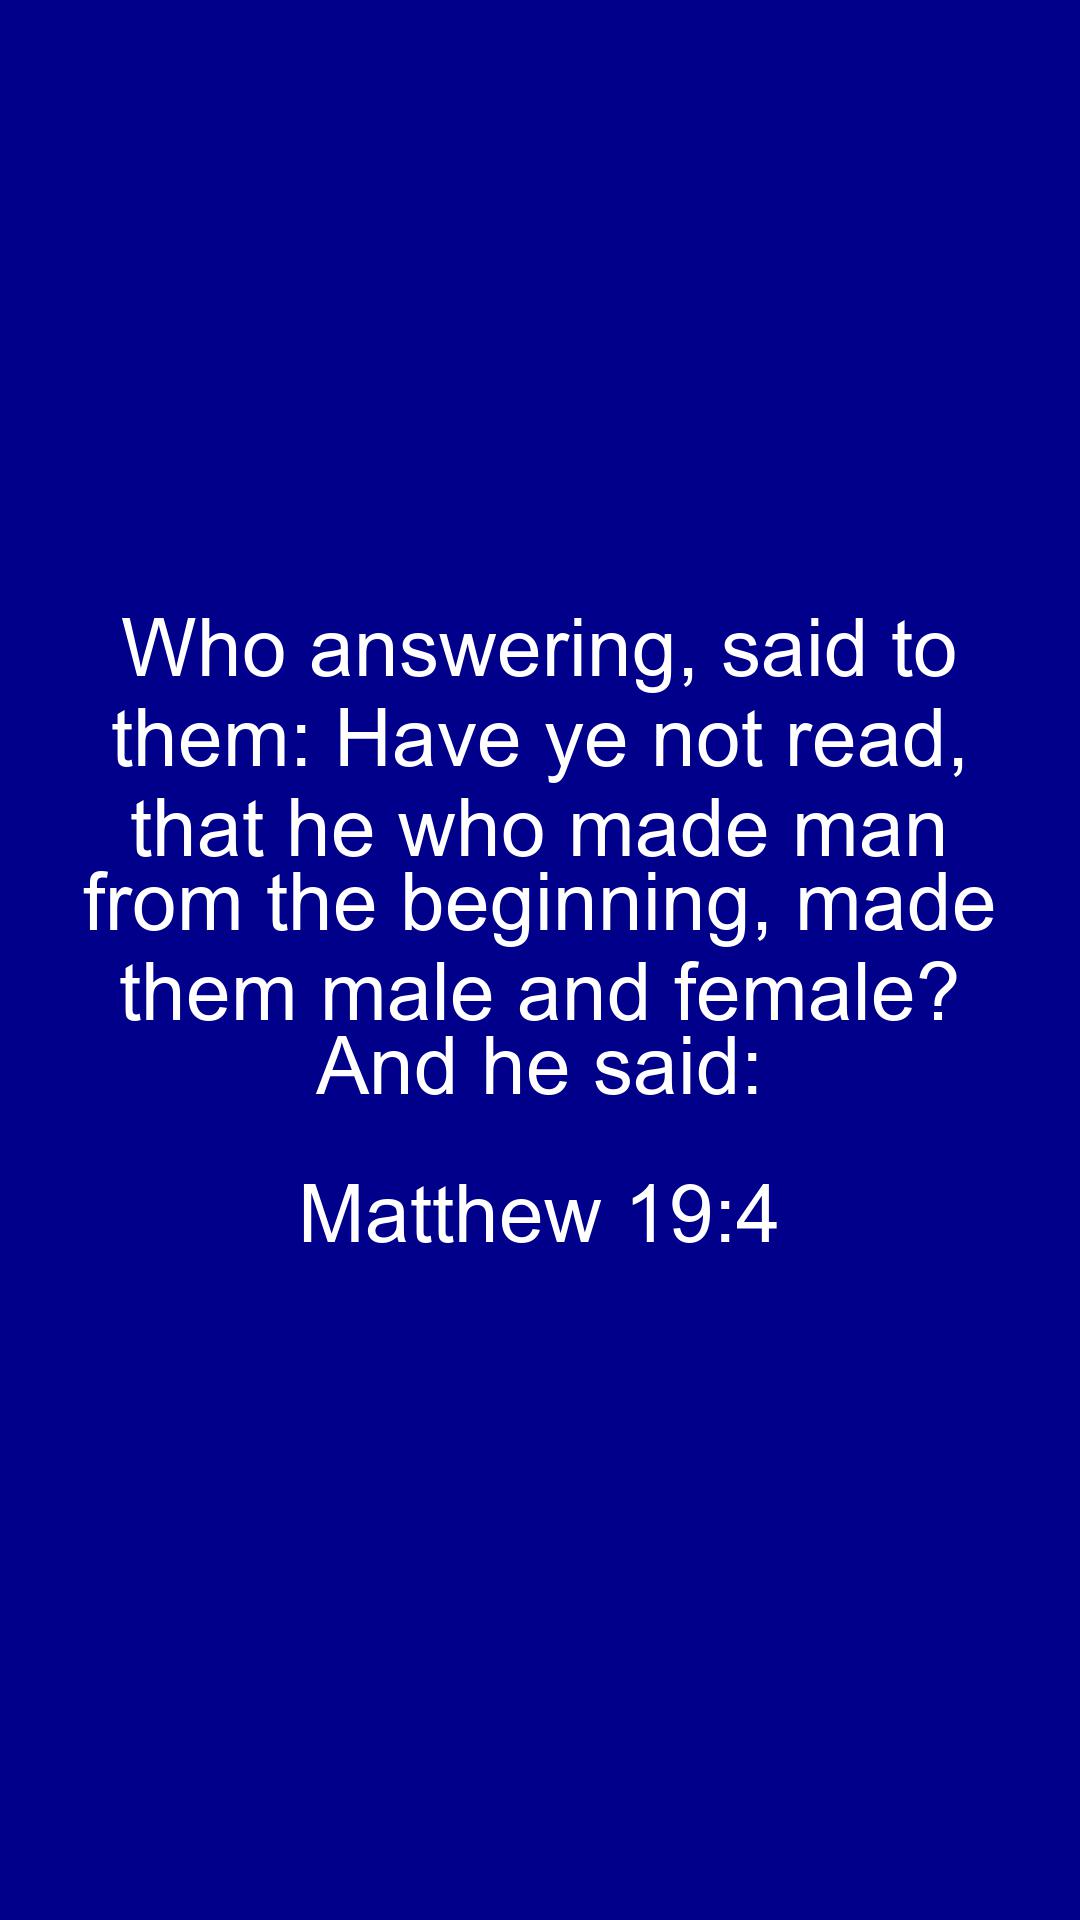 Who answering, said to
them: Have ye not read,
that he who made man
from the beginning, made
them male and female?
And he said:
Matthew 19:4